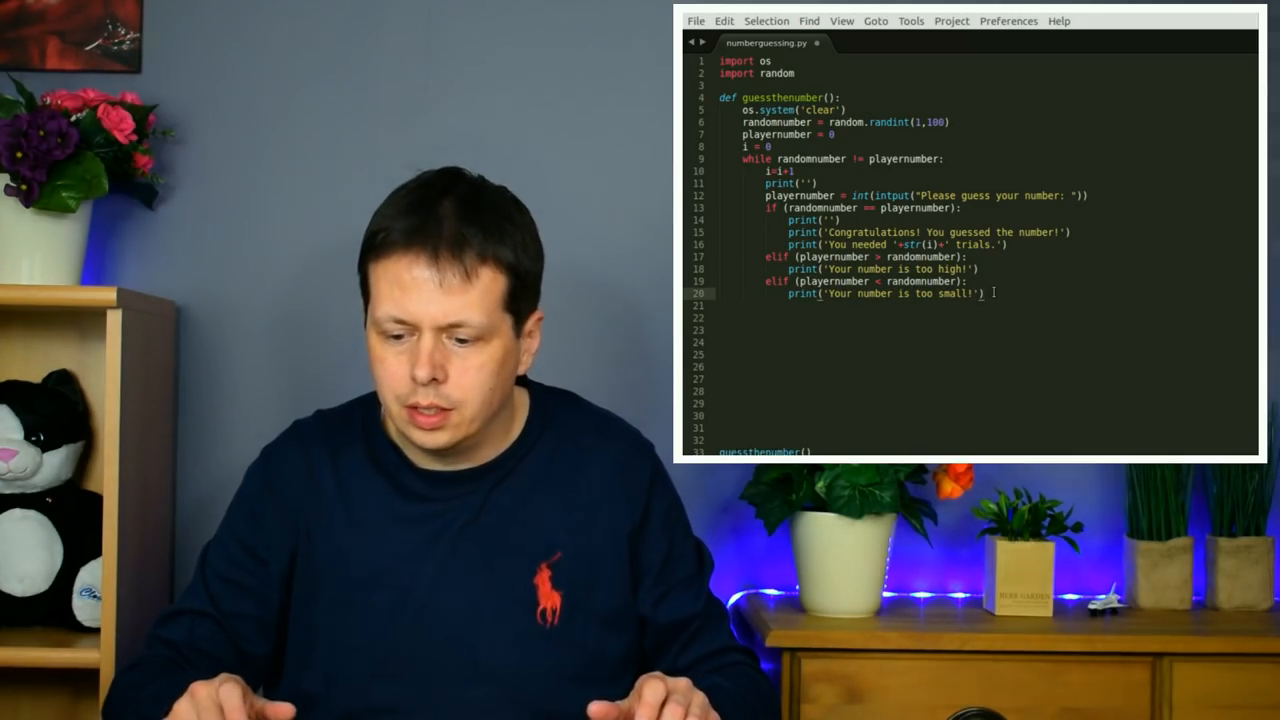 File Edit Selection Find View Goto Tools Project Preferences Help
numberguessing.py
1 import os
2 import random
3
4 def guessthenumber():
5 os.system('clear')
6 randomnumber = random.randint(1,100)
7 playernumber = 0
8 i = 0
9 while randomnumber != playernumber:
10 i=i+1
11 print('')
12 playernumber = int(intput("Please guess your number: "))
13 if (randomnumber == playernumber):
14 print('')
15 print('Congratulations! You guessed the number!')
16 print('You needed '+str(i)+' trials.')
17 elif (playernumber > randomnumber):
18 print('Your number is too high!')
19 elif (playernumber < randomnumber):
20 print('Your number is too small!')
21
22
23
24
25
26
27
28
29
30
31
32
33 guessthenumber()
HERB GARDEN